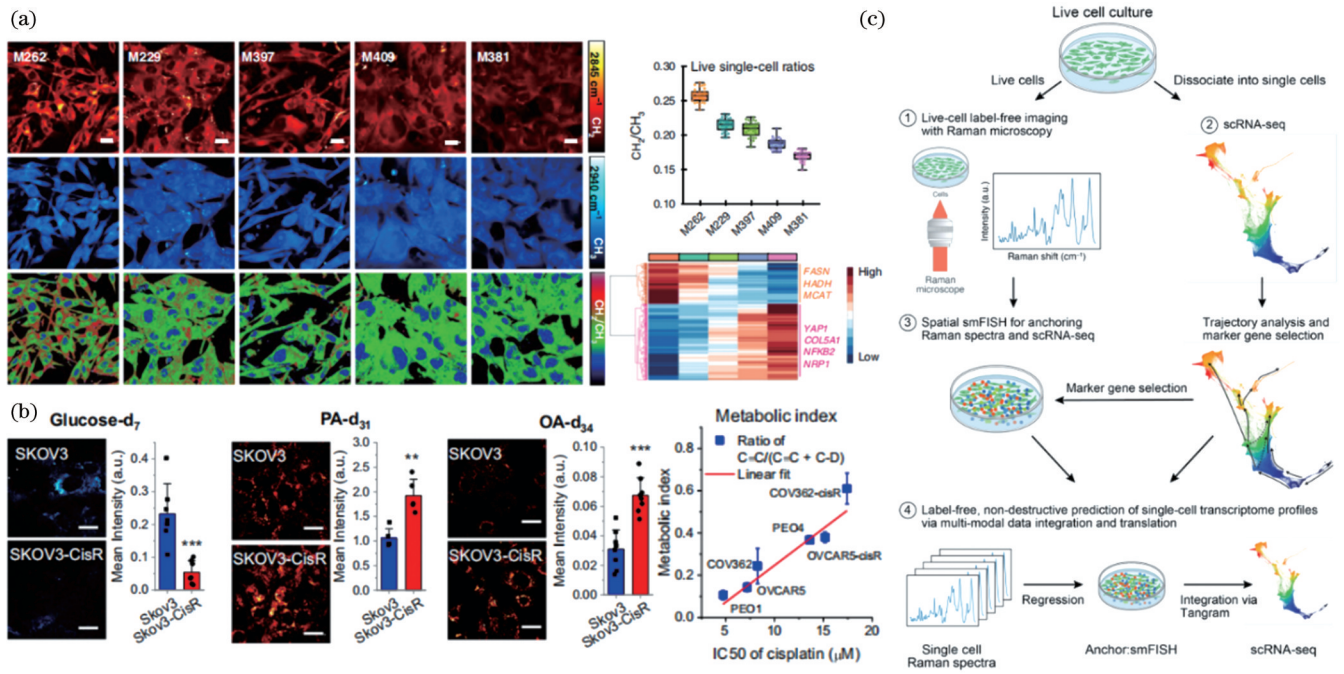 (a)
M262
M229
M397
M409
M381
2845 cm⁻¹
CH₂
2940 cm⁻¹
CH₃
CH₂/CH₃
Live single-cell ratios
CH₂/CH₃
0.30
0.25
0.20
0.15
0.10
M262
M229
M397
M409
M381
FASN
HADH
MCAT
YAP1
COL5A1
NFKB2
NRP1
High
Low
(b)
Glucose-d₇
SKOV3
SKOV3-CisR
Mean Intensity (a.u.)
0.5
0.4
0.3
0.2
0.1
0.0
***
Skov3
Skov3-CisR
PA-d₃₁
SKOV3
SKOV3-CisR
Mean Intensity (a.u.)
3.0
2.5
2.0
1.5
1.0
0.5
0.0
**
Skov3
Skov3-CisR
OA-d₃₄
SKOV3
SKOV3-CisR
Mean Intensity (a.u.)
0.10
0.08
0.06
0.04
0.02
0.00
***
Skov3
Skov3-CisR
Metabolic index
Metabolic index
0.8
0.6
0.4
0.2
0.0
Ratio of
C=C/(C=C + C-D)
Linear fit
COV362-cisR
PEO4
OVCAR5-cisR
COV362
OVCAR5
PEO1
5
10
15
20
IC50 of cisplatin (μM)
(c)
Live cell culture
Live cells
Dissociate into single cells
1 Live-cell label-free imaging
with Raman microscopy
2 scRNA-seq
Cells
Raman
microscope
Intensity (a.u.)
Raman shift (cm⁻¹)
3 Spatial smFISH for anchoring
Raman spectra and scRNA-seq
Trajectory analysis and
marker gene selection
Marker gene selection
4 Label-free, non-destructive prediction of single-cell transcriptome profiles
via multi-modal data integration and translation
Regression
Integration via
Tangram
Single cell
Raman spectra
Anchor:smFISH
scRNA-seq